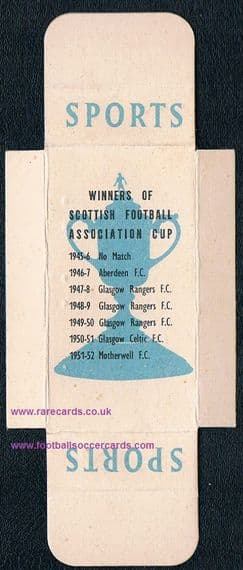 SPORTS
WINNERS OF
SCOTTISH FOOTBALL
ASSOCIATION CUP
1945-6 No Match
1946-7 Aberdeen F.C.
1947-8 Glasgow Rangers F.C.
1948-9 Glasgow Rangers F.C.
1949-50 Glasgow Rangers F.C.
1950-51 Glasgow Celtic F.C.
1951-52 Motherwell F.C.
www.rarecards.co.uk
www.footballsoccercards.com
SPORTS